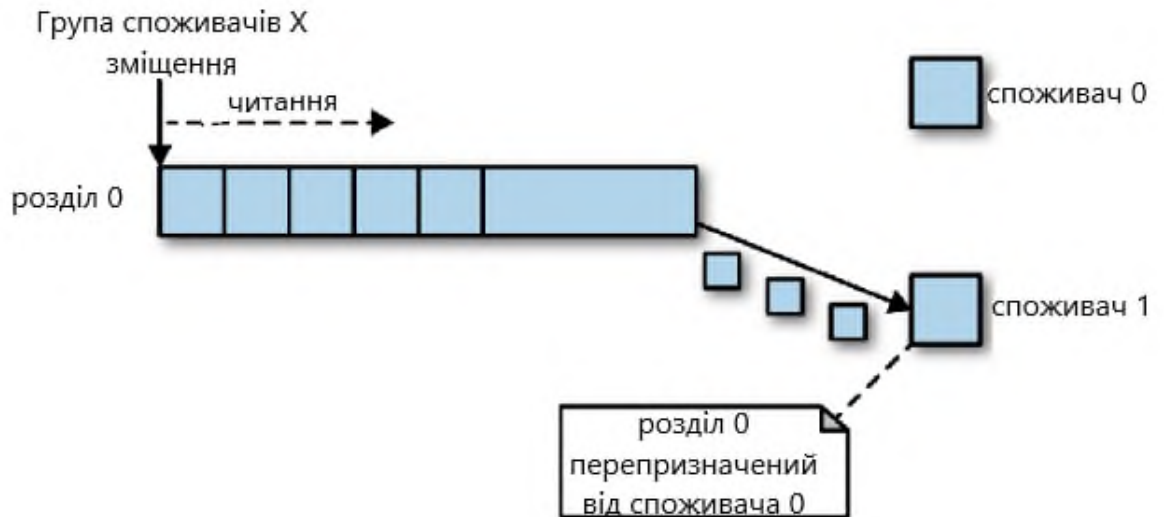 Група споживачів X
зміщення
читання
розділ 0
споживач 0
споживач 1
розділ 0
перепризначений
від споживача 0